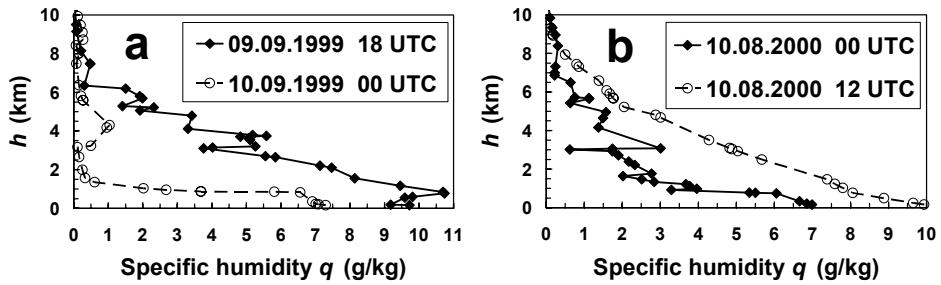 a
09.09.1999 18 UTC
10.09.1999 00 UTC
h (km)
10
8
6
4
2
0
0 1 2 3 4 5 6 7 8 9 10 11
Specific humidity q (g/kg)
b
10.08.2000 00 UTC
10.08.2000 12 UTC
h (km)
10
8
6
4
2
0
0 1 2 3 4 5 6 7 8 9 10
Specific humidity q (g/kg)